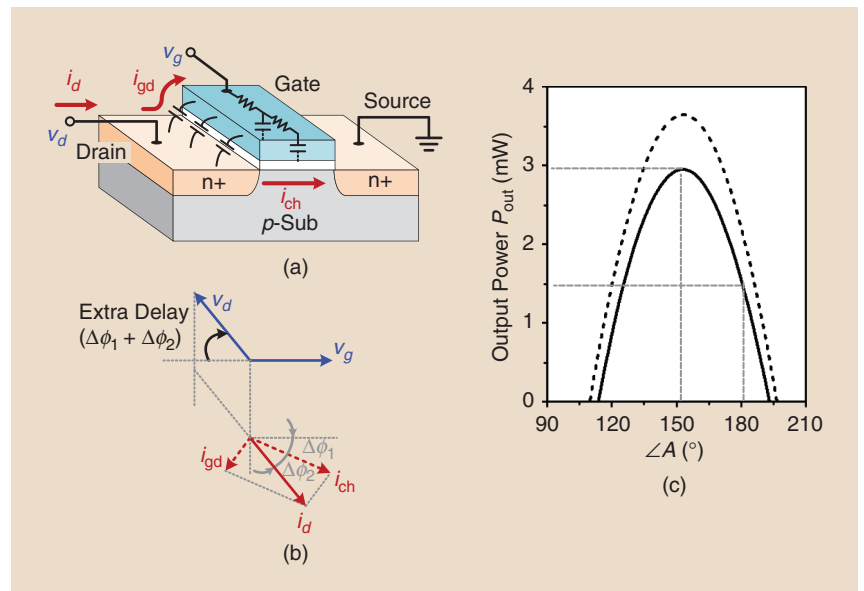 v_g
i_d
i_gd
Gate
Source
v_d
Drain
n+
i_ch
n+
p-Sub
(a)
Extra Delay
(Δϕ₁ + Δϕ₂)
v_d
v_g
Δϕ₁
Δϕ₂
i_gd
i_ch
i_d
(b)
Output Power P_out (mW)
4
3
2
1
0
90
120
150
180
210
∠A (°)
(c)